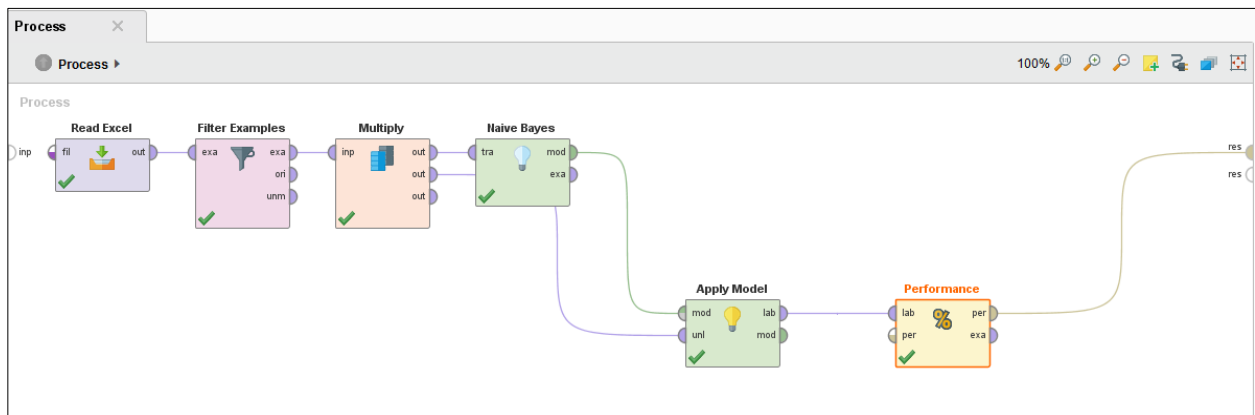 Process
Process
100%
Process
Read Excel
Filter Examples
Multiply
Naive Bayes
inp
fil
out
exa
exa
ori
unm
inp
out
out
out
tra
mod
exa
res
res
Apply Model
mod
lab
unl
mod
Performance
lab
per
per
exa
%